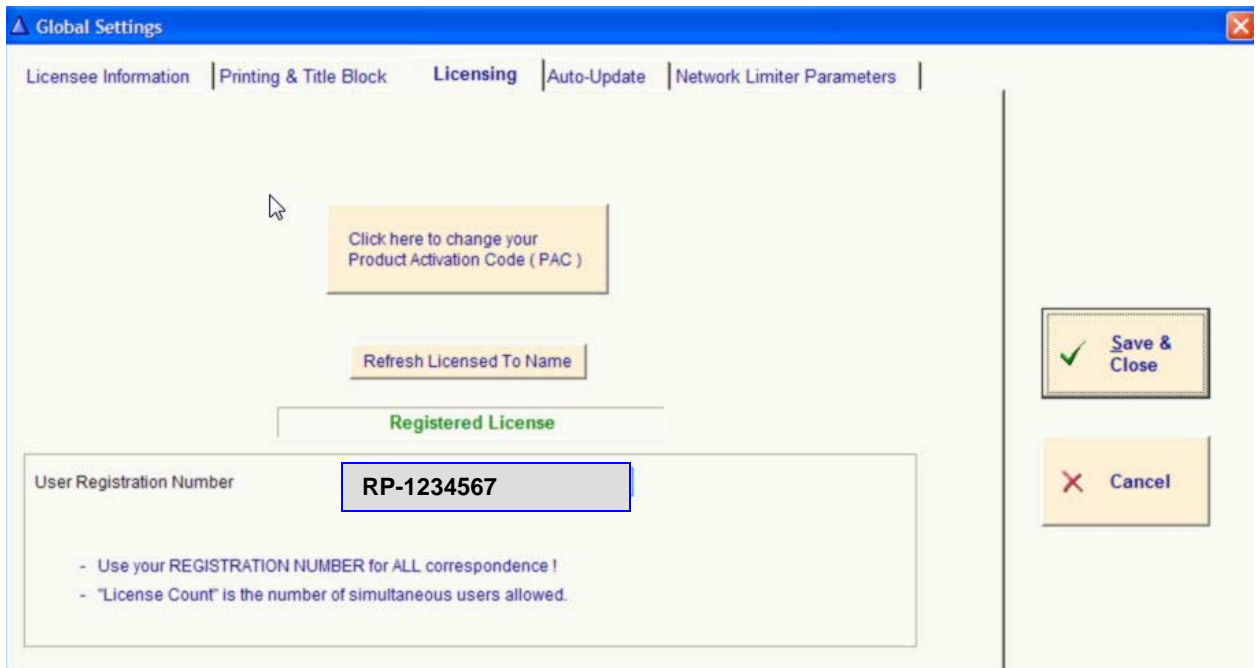 Global Settings
Licensee Information
Printing & Title Block
Licensing
Auto-Update
Network Limiter Parameters
Click here to change your
Product Activation Code ( PAC )
Refresh Licensed To Name
Registered License
User Registration Number
RP-1234567
- Use your REGISTRATION NUMBER for ALL correspondence !
- "License Count" is the number of simultaneous users allowed.
Save &
Close
Cancel